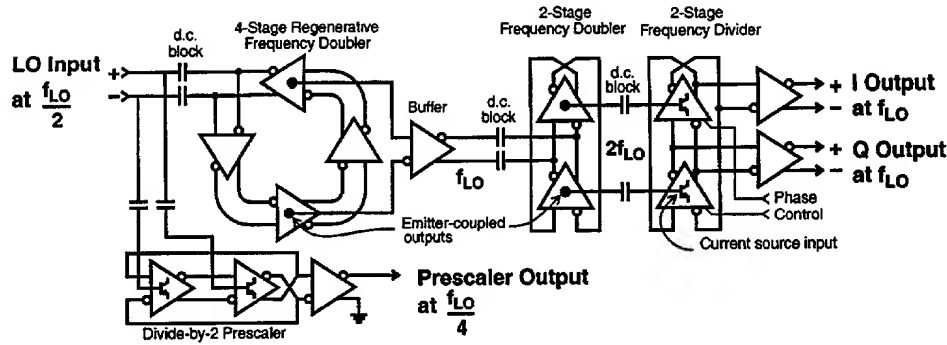 4-Stage Regenerative
Frequency Doubler
2-Stage
Frequency Doubler
2-Stage
Frequency Divider
d.c.
block
LO Input
at f_LO/2
+
−
Buffer
d.c.
block
f_LO
d.c.
block
2f_LO
+ I Output
− at f_LO
+ Q Output
− at f_LO
Phase
Control
Emitter-coupled
outputs
Current source input
Prescaler Output
at f_LO/4
Divide-by-2 Prescaler